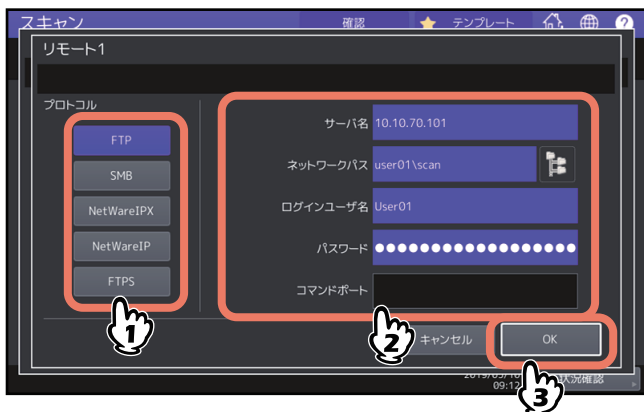 スキャン
確認
テンプレート
?
リモート1
プロトコル
FTP
SMB
NetWareIPX
NetWareIP
FTPS
サーバ名 10.10.70.101
ネットワークパス user01\scan
ログインユーザ名 User01
パスワード ●●●●●●●●●●●●●●●●●●
コマンドポート
キャンセル
OK
1
2
3
09:12
状況確認